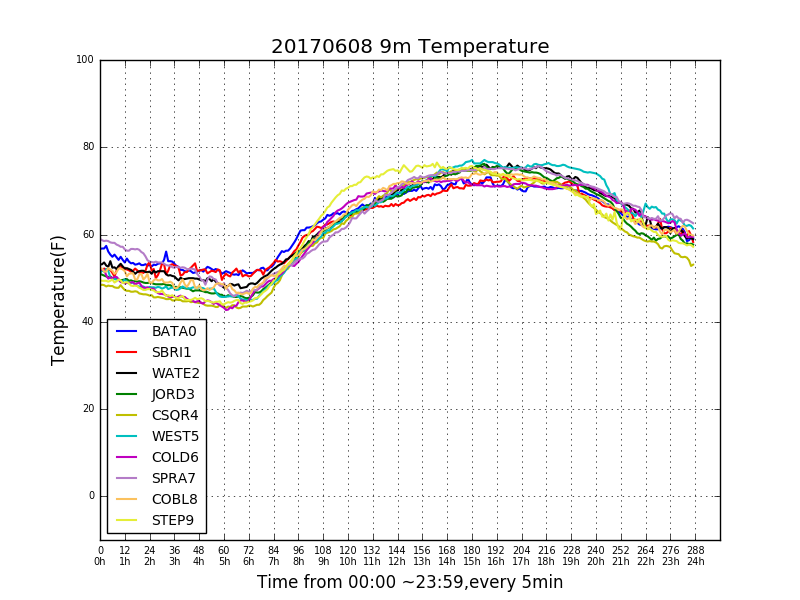 20170608 9m Temperature
Temperature(F)
100
80
60
40
20
0
BATA0
SBRI1
WATE2
JORD3
CSQR4
WEST5
COLD6
SPRA7
COBL8
STEP9
0 12 24 36 48 60 72 84 96 108 120 132 144 156 168 180 192 204 216 228 240 252 264 276 288
0h 1h 2h 3h 4h 5h 6h 7h 8h 9h 10h 11h 12h 13h 14h 15h 16h 17h 18h 19h 20h 21h 22h 23h 24h
Time from 00:00 ~23:59,every 5min